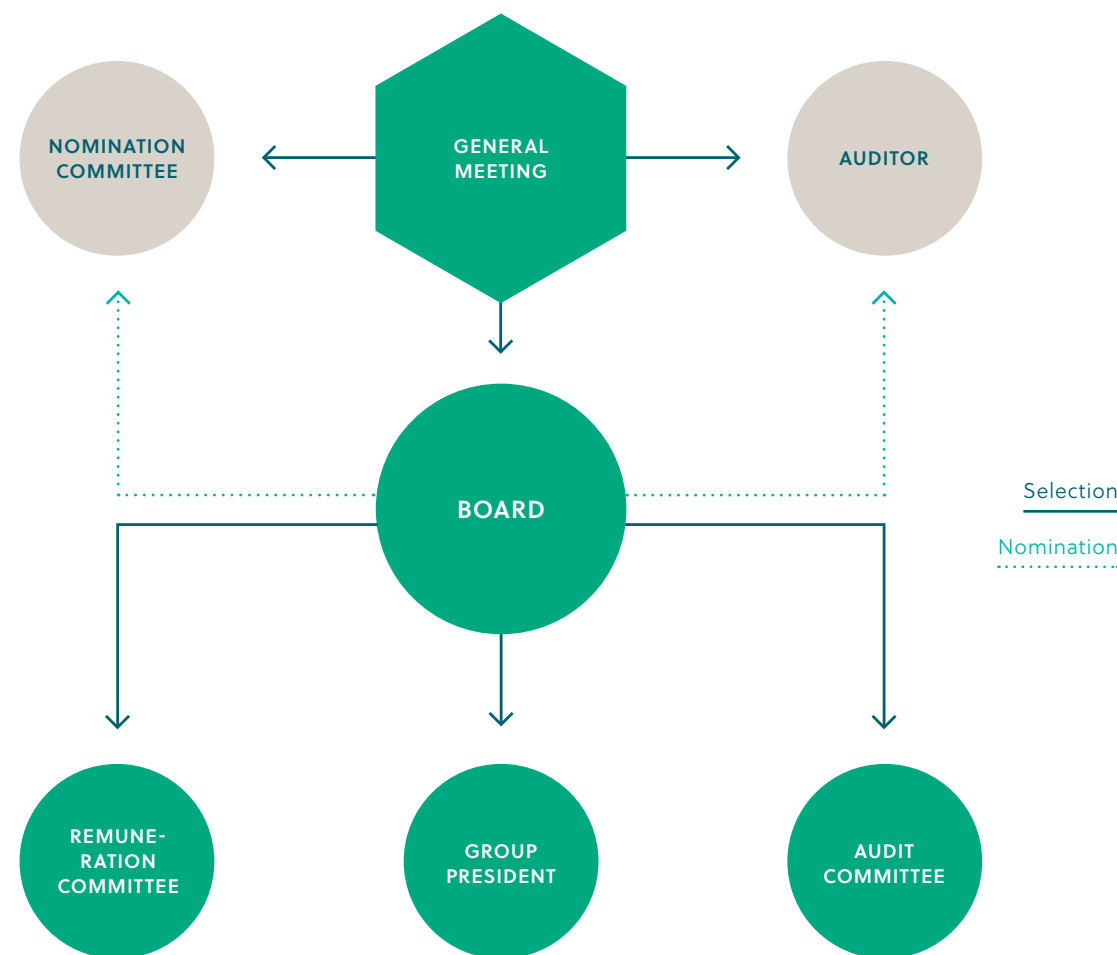 NOMINATION
COMMITTEE
GENERAL
MEETING
AUDITOR
BOARD
Selection
Nomination
REMUNE-
RATION
COMMITTEE
GROUP
PRESIDENT
AUDIT
COMMITTEE